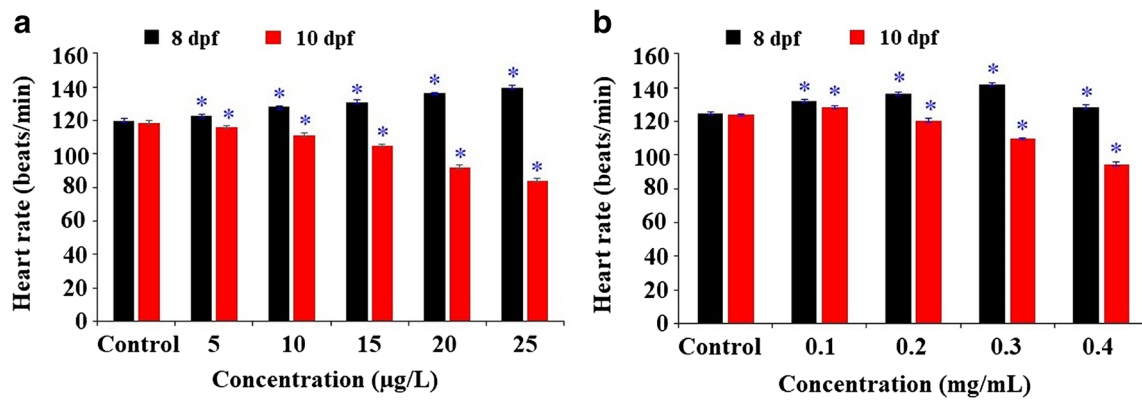 a
8 dpf 10 dpf
Heart rate (beats/min)
160
140
120
100
80
60
40
20
0
* * * * * * * * * *
Control 5 10 15 20 25
Concentration (µg/L)
b
8 dpf 10 dpf
Heart rate (beats/min)
160
140
120
100
80
60
40
20
0
* * * * * * * *
Control 0.1 0.2 0.3 0.4
Concentration (mg/mL)